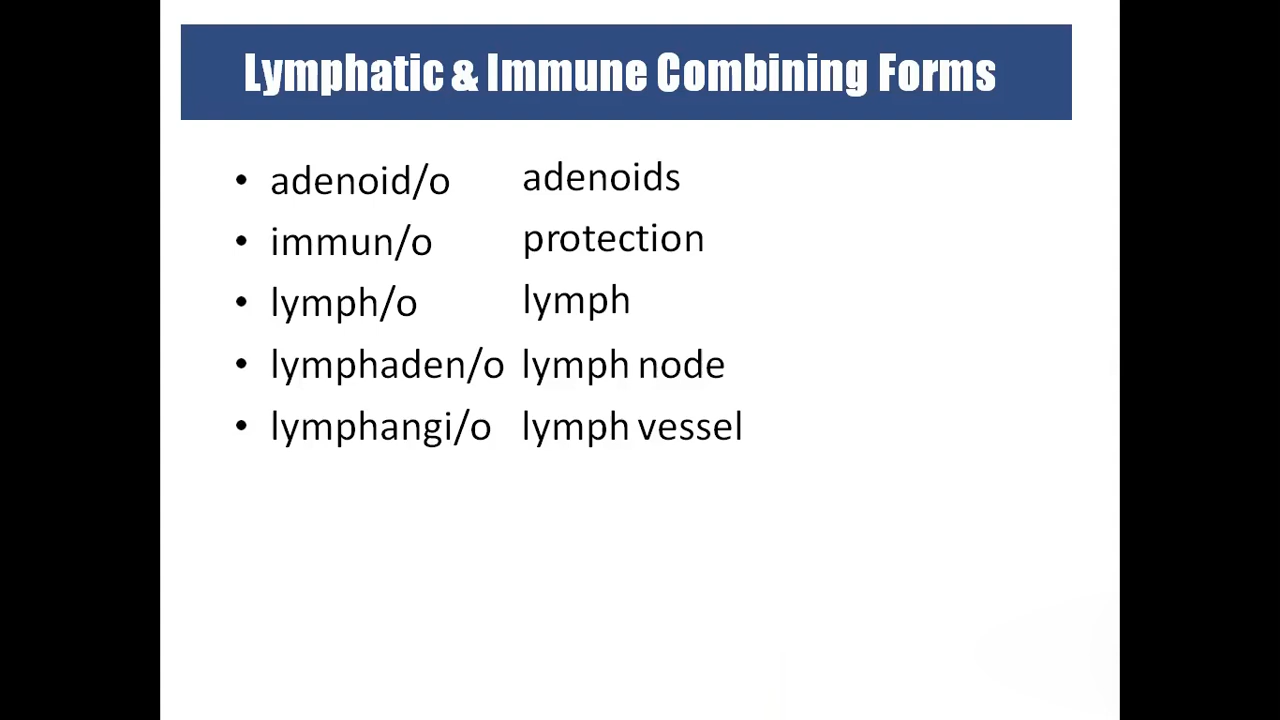 Lymphatic & Immune Combining Forms
• adenoid/o adenoids
• immun/o protection
• lymph/o lymph
• lymphaden/o lymph node
• lymphangi/o lymph vessel